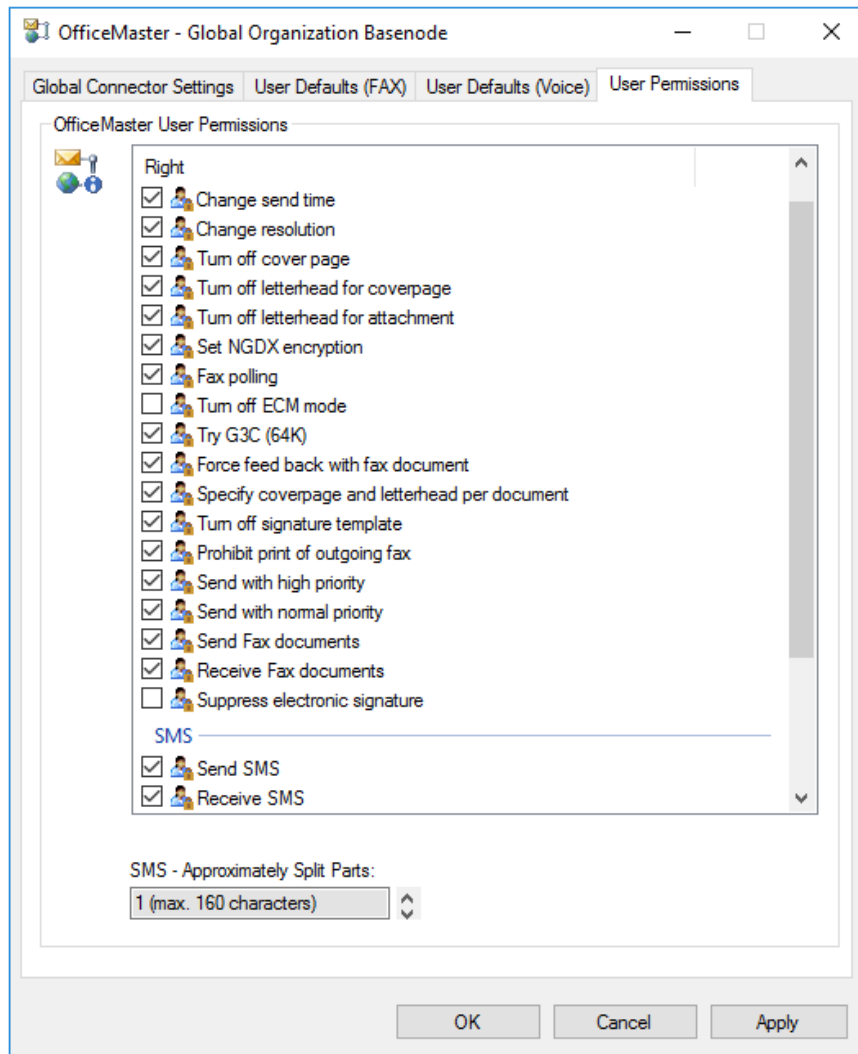 OfficeMaster - Global Organization Basenode
Global Connector Settings User Defaults (FAX) User Defaults (Voice) User Permissions
OfficeMaster User Permissions
Right
Change send time
Change resolution
Turn off cover page
Turn off letterhead for coverpage
Turn off letterhead for attachment
Set NGDX encryption
Fax polling
Turn off ECM mode
Try G3C (64K)
Force feed back with fax document
Specify coverpage and letterhead per document
Turn off signature template
Prohibit print of outgoing fax
Send with high priority
Send with normal priority
Send Fax documents
Receive Fax documents
Suppress electronic signature
SMS
Send SMS
Receive SMS
SMS - Approximately Split Parts:
1 (max. 160 characters)
OK Cancel Apply